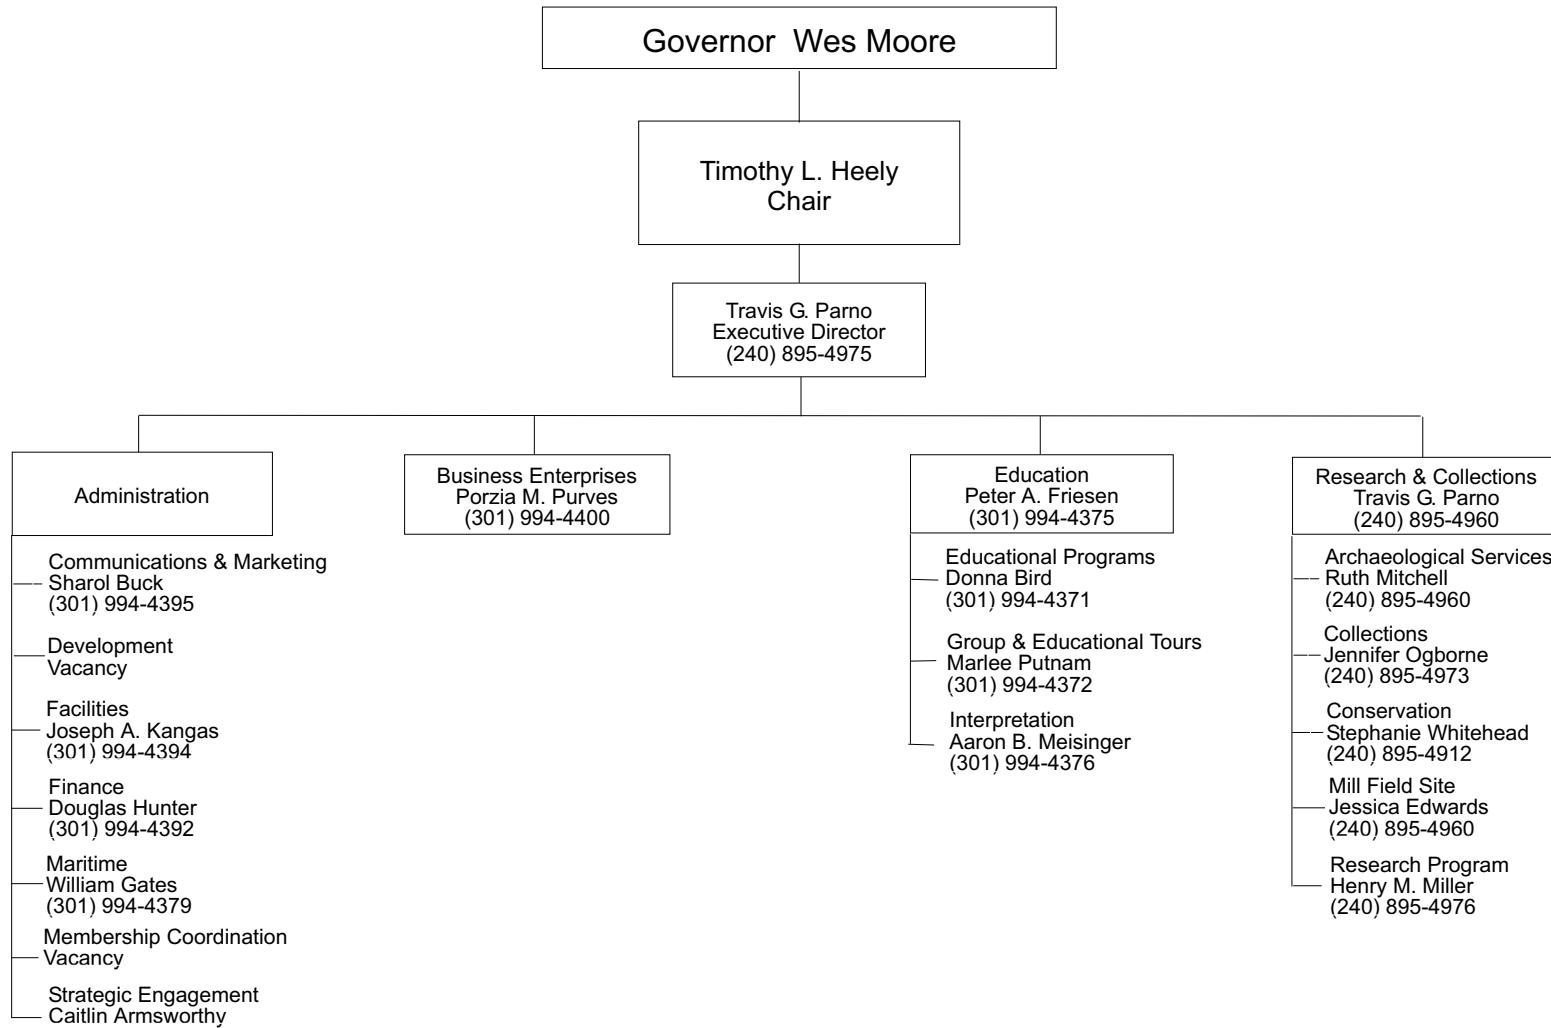 Governor Wes Moore
Timothy L. Heely
Chair
Travis G. Parno
Executive Director
(240) 895-4975
Administration
Communications & Marketing
Sharol Buck
(301) 994-4395
Development
Vacancy
Facilities
Joseph A. Kangas
(301) 994-4394
Finance
Douglas Hunter
(301) 994-4392
Maritime
William Gates
(301) 994-4379
Membership Coordination
Vacancy
Strategic Engagement
Caitlin Armsworthy
Business Enterprises
Porzia M. Purves
(301) 994-4400
Education
Peter A. Friesen
(301) 994-4375
Educational Programs
Donna Bird
(301) 994-4371
Group & Educational Tours
Marlee Putnam
(301) 994-4372
Interpretation
Aaron B. Meisinger
(301) 994-4376
Research & Collections
Travis G. Parno
(240) 895-4960
Archaeological Services
Ruth Mitchell
(240) 895-4960
Collections
Jennifer Ogborne
(240) 895-4973
Conservation
Stephanie Whitehead
(240) 895-4912
Mill Field Site
Jessica Edwards
(240) 895-4960
Research Program
Henry M. Miller
(240) 895-4976